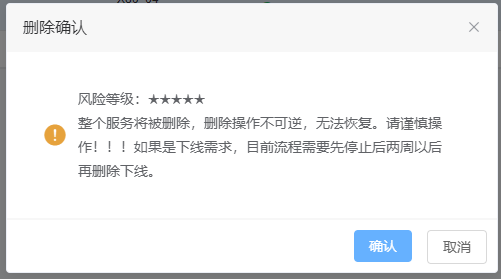 删除确认
风险等级：★★★★★
整个服务将被删除，删除操作不可逆，无法恢复。请谨慎操
作！！！如果是下线需求，目前流程需要先停止后两周以后
再删除下线。
确认
取消